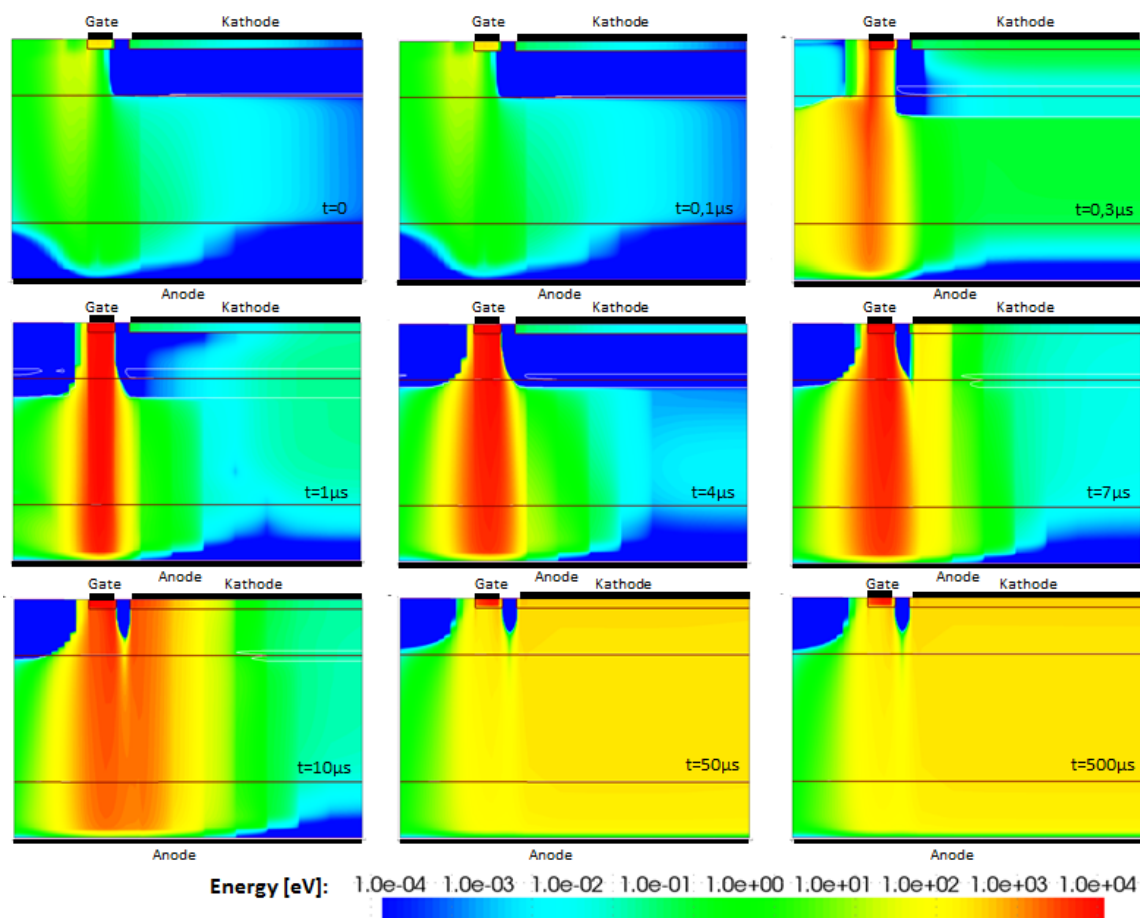 Gate Kathode Gate Kathode Gate Kathode
t=0 t=0,1µs t=0,3µs
Anode Anode Anode
Gate Kathode Gate Kathode Gate Kathode
t=1µs t=4µs t=7µs
Anode Anode Anode
Gate Kathode Gate Kathode Gate Kathode
t=10µs t=50µs t=500µs
Anode Anode Anode
Energy [eV]: 1.0e-04 1.0e-03 1.0e-02 1.0e-01 1.0e+00 1.0e+01 1.0e+02 1.0e+03 1.0e+04